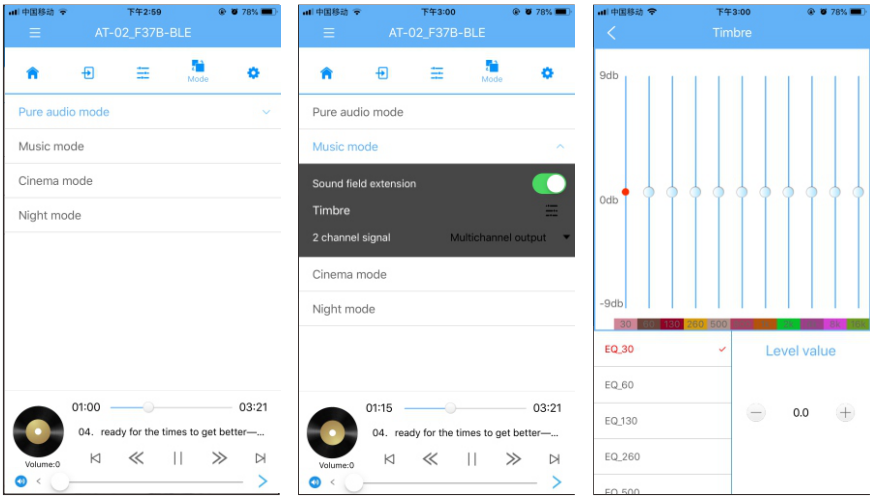 中国移动 下午2:59 78%
AT-02_F37B-BLE
Mode
Pure audio mode
Music mode
Cinema mode
Night mode
01:00 03:21
04. ready for the times to get better—...
Volume:0
中国移动 下午3:00 78%
AT-02_F37B-BLE
Mode
Pure audio mode
Music mode
Sound field extension
Timbre
2 channel signal Multichannel output
Cinema mode
Night mode
01:15 03:21
04. ready for the times to get better—...
Volume:0
中国移动 下午3:00 78%
Timbre
9db
0db
-9db
30 60 130 260 500 2k 16k
EQ_30
EQ_60
EQ_130
EQ_260
EQ_500
Level value
0.0